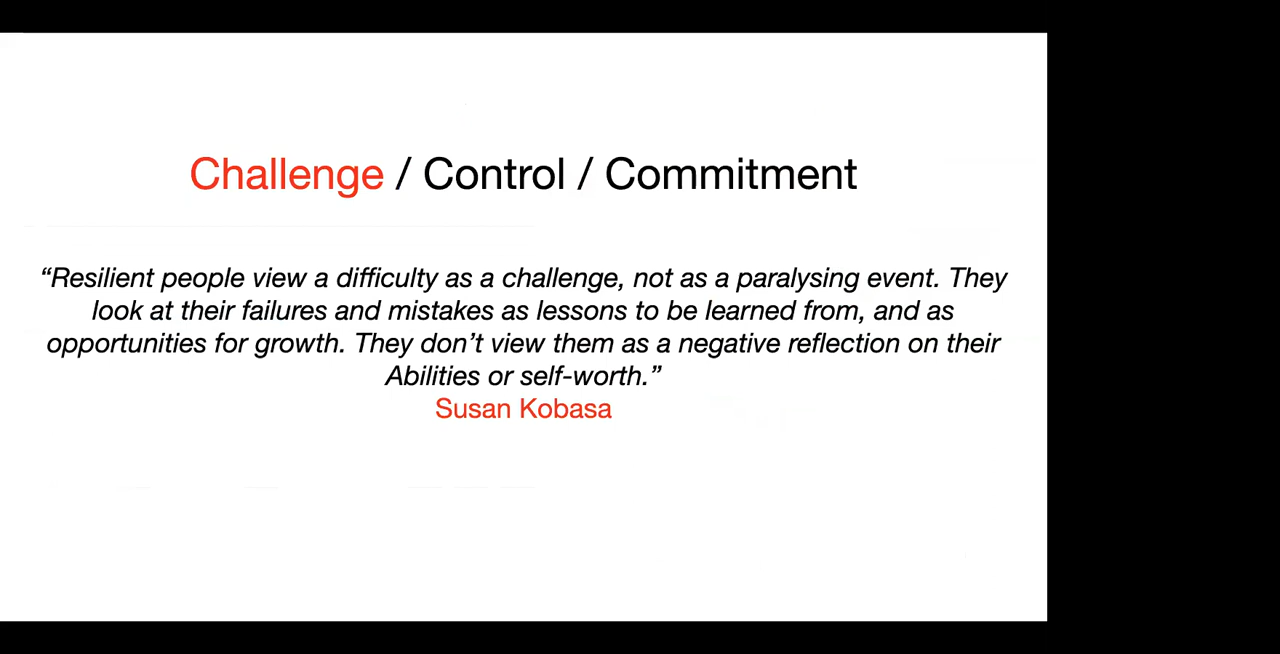 Challenge / Control / Commitment
“Resilient people view a difficulty as a challenge, not as a paralysing event. They
look at their failures and mistakes as lessons to be learned from, and as
opportunities for growth. They don’t view them as a negative reflection on their
Abilities or self-worth.”
Susan Kobasa